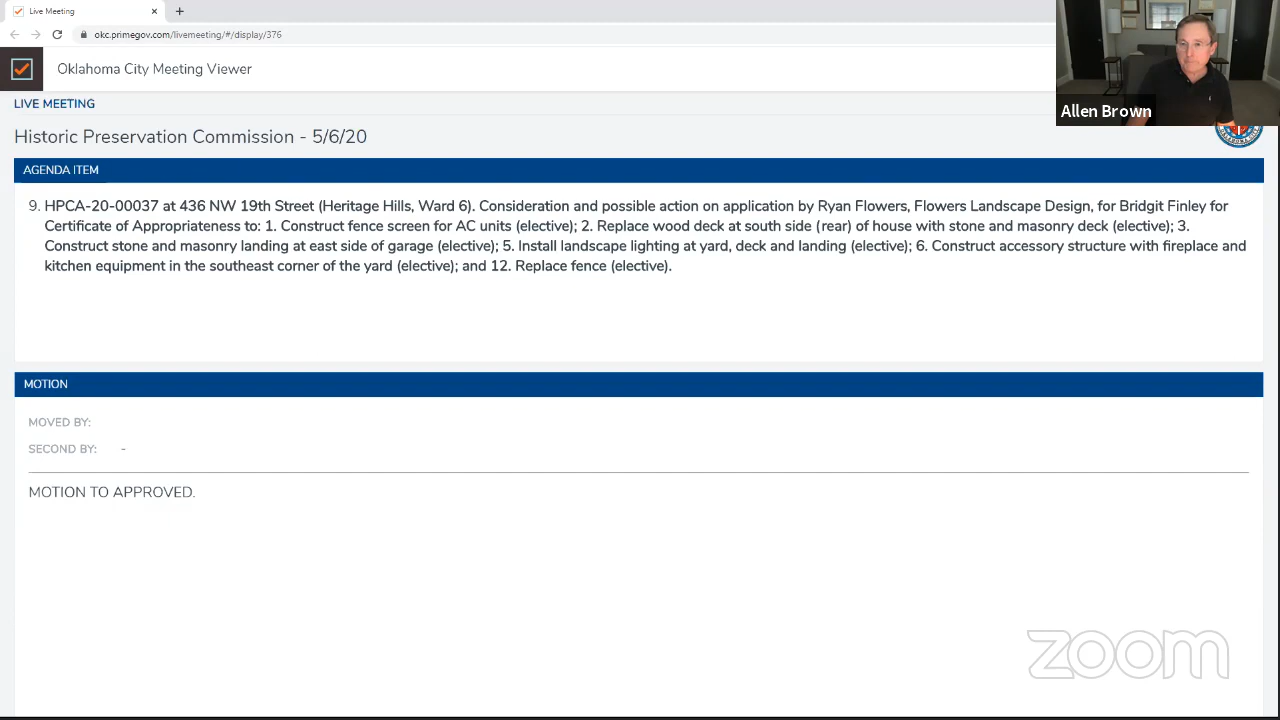 Live Meeting
okc.primegov.com/livemeeting/#/display/376
Oklahoma City Meeting Viewer
Allen Brown
LIVE MEETING
Historic Preservation Commission - 5/6/20
AGENDA ITEM
9. HPCA-20-00037 at 436 NW 19th Street (Heritage Hills, Ward 6). Consideration and possible action on application by Ryan Flowers, Flowers Landscape Design, for Bridgit Finley for
Certificate of Appropriateness to: 1. Construct fence screen for AC units (elective); 2. Replace wood deck at south side (rear) of house with stone and masonry deck (elective); 3.
Construct stone and masonry landing at east side of garage (elective); 5. Install landscape lighting at yard, deck and landing (elective); 6. Construct accessory structure with fireplace and
kitchen equipment in the southeast corner of the yard (elective); and 12. Replace fence (elective).
MOTION
MOVED BY:
SECOND BY: -
MOTION TO APPROVED.
zoom